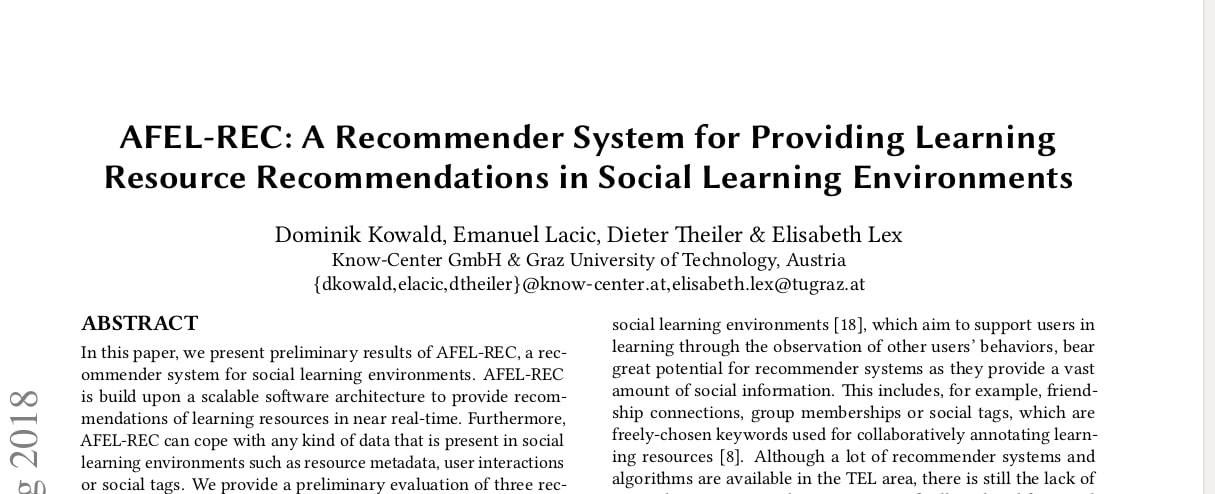 AFEL-REC: A Recommender System for Providing Learning
Resource Recommendations in Social Learning Environments
Dominik Kowald, Emanuel Lacic, Dieter Theiler & Elisabeth Lex
Know-Center GmbH & Graz University of Technology, Austria
{dkowald,elacic,dtheiler}@know-center.at,elisabeth.lex@tugraz.at
ABSTRACT
In this paper, we present preliminary results of AFEL-REC, a rec-
ommender system for social learning environments. AFEL-REC
is build upon a scalable software architecture to provide recom-
mendations of learning resources in near real-time. Furthermore,
AFEL-REC can cope with any kind of data that is present in social
learning environments such as resource metadata, user interactions
or social tags. We provide a preliminary evaluation of three rec-
social learning environments [18], which aim to support users in
learning through the observation of other users' behaviors, bear
great potential for recommender systems as they provide a vast
amount of social information. This includes, for example, friend-
ship connections, group memberships or social tags, which are
freely-chosen keywords used for collaboratively annotating learn-
ing resources [8]. Although a lot of recommender systems and
algorithms are available in the TEL area, there is still the lack of
2018